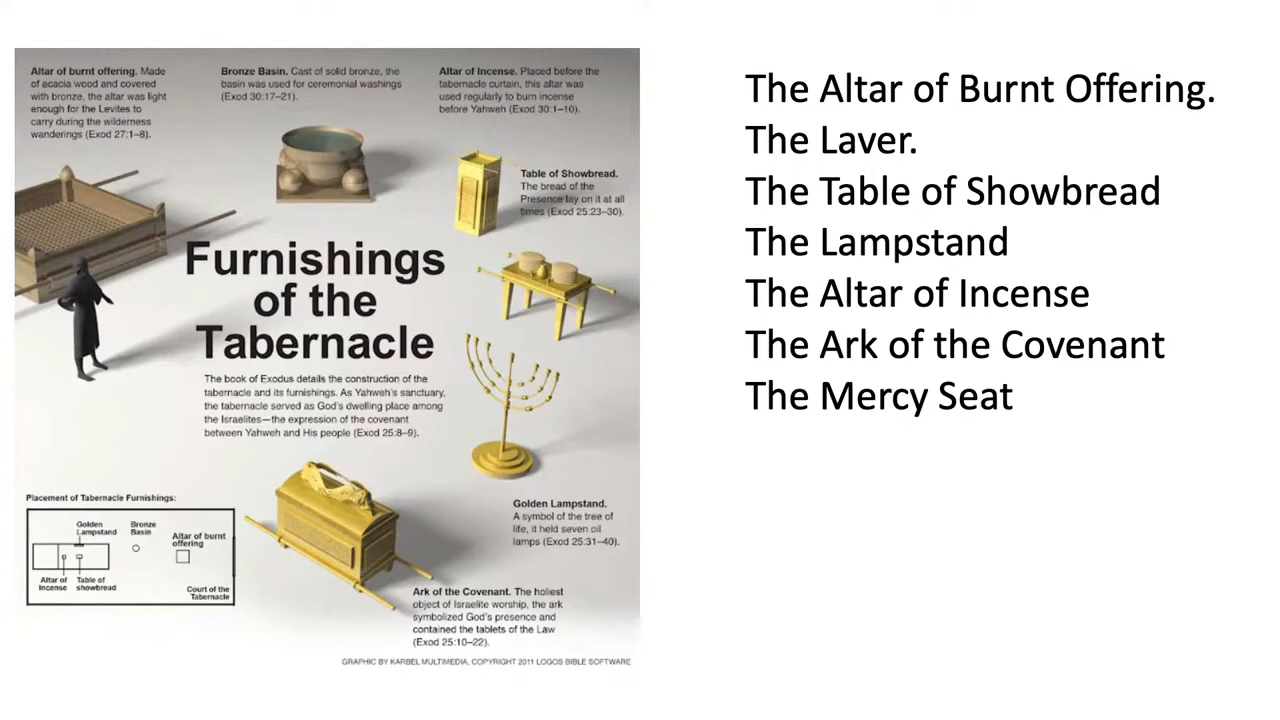 Altar of burnt offering. Made
of acacia wood and covered
with bronze, the altar was light
enough for the Levites to
carry during the wilderness
wanderings (Exod 27:1–8).
Bronze Basin. Cast of solid bronze, the
basin was used for ceremonial washings
(Exod 30:17–21).
Altar of Incense. Placed before the
tabernacle curtain, this altar was
used regularly to burn incense
before Yahweh (Exod 30:1–10).
Table of Showbread.
The bread of the
Presence lay on it at all
times (Exod 25:23–30).
Furnishings
of the
Tabernacle
The book of Exodus details the construction of the
tabernacle and its furnishings. As Yahweh's sanctuary,
the tabernacle served as God's dwelling place among
the Israelites—the expression of the covenant
between Yahweh and His people (Exod 25:8–9).
Golden Lampstand.
A symbol of the tree of
life, it held seven oil
lamps (Exod 25:31–40).
Placement of Tabernacle Furnishings:
Golden
Lampstand
Bronze
Basin
Altar of burnt
offering
Altar of
Incense
Table of
showbread
Court of the
Tabernacle
Ark of the Covenant. The holiest
object of Israelite worship, the ark
symbolized God's presence and
contained the tablets of the Law
(Exod 25:10–22).
GRAPHIC BY KARBEL MULTIMEDIA, COPYRIGHT 2011 LOGOS BIBLE SOFTWARE
The Altar of Burnt Offering.
The Laver.
The Table of Showbread
The Lampstand
The Altar of Incense
The Ark of the Covenant
The Mercy Seat